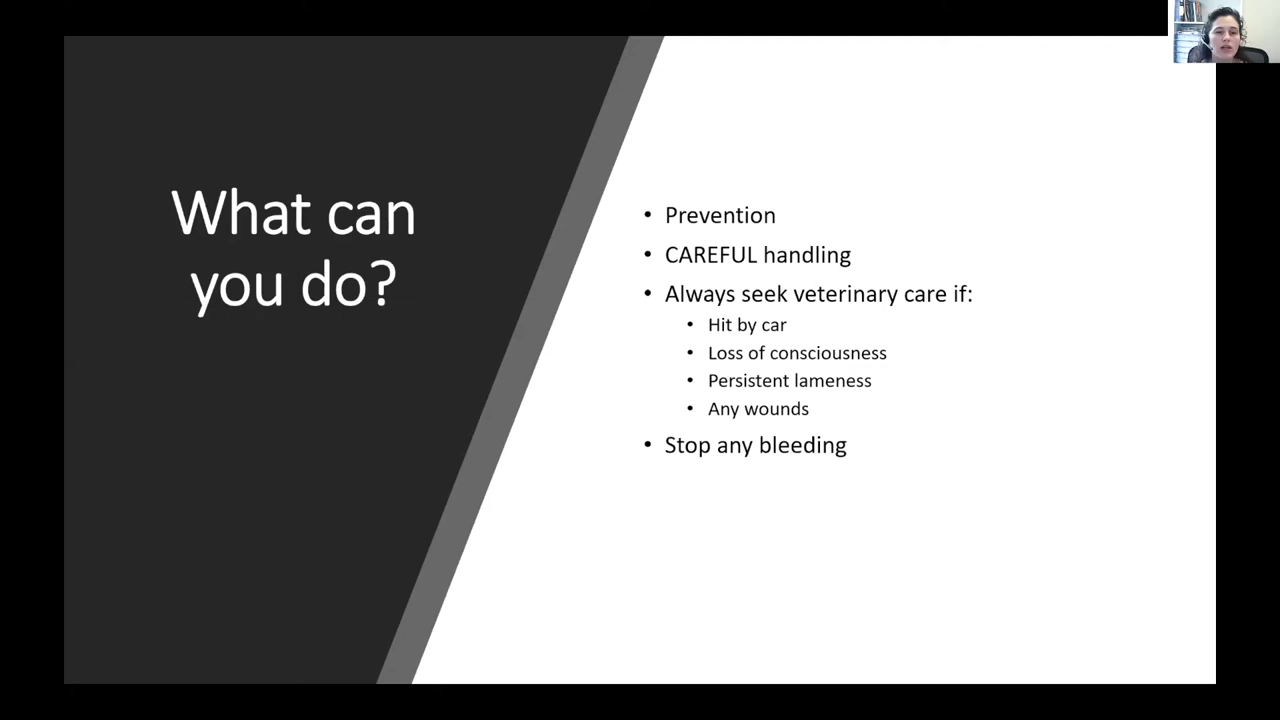 What can
you do?
• Prevention
• CAREFUL handling
• Always seek veterinary care if:
• Hit by car
• Loss of consciousness
• Persistent lameness
• Any wounds
• Stop any bleeding